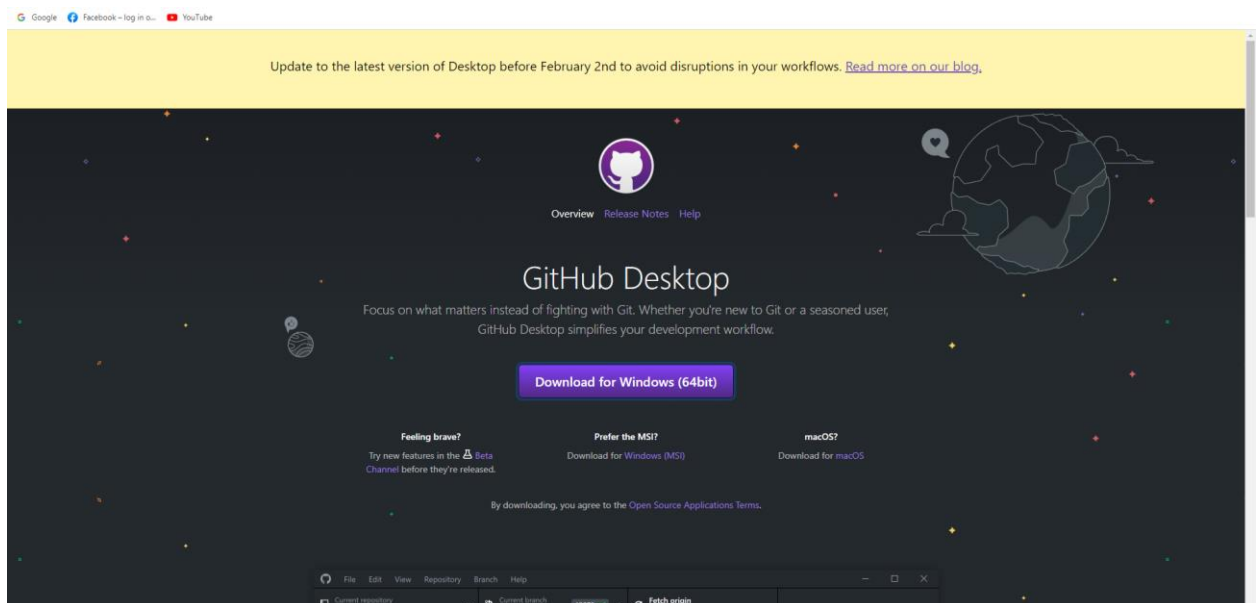 Google Facebook – log in o... YouTube
Update to the latest version of Desktop before February 2nd to avoid disruptions in your workflows. Read more on our blog.
Overview Release Notes Help
GitHub Desktop
Focus on what matters instead of fighting with Git. Whether you're new to Git or a seasoned user,
GitHub Desktop simplifies your development workflow.
Download for Windows (64bit)
Feeling brave?
Try new features in the Beta
Channel before they're released.
Prefer the MSI?
Download for Windows (MSI)
macOS?
Download for macOS
By downloading, you agree to the Open Source Applications Terms.
File Edit View Repository Branch Help
Current repository Current branch Fetch origin